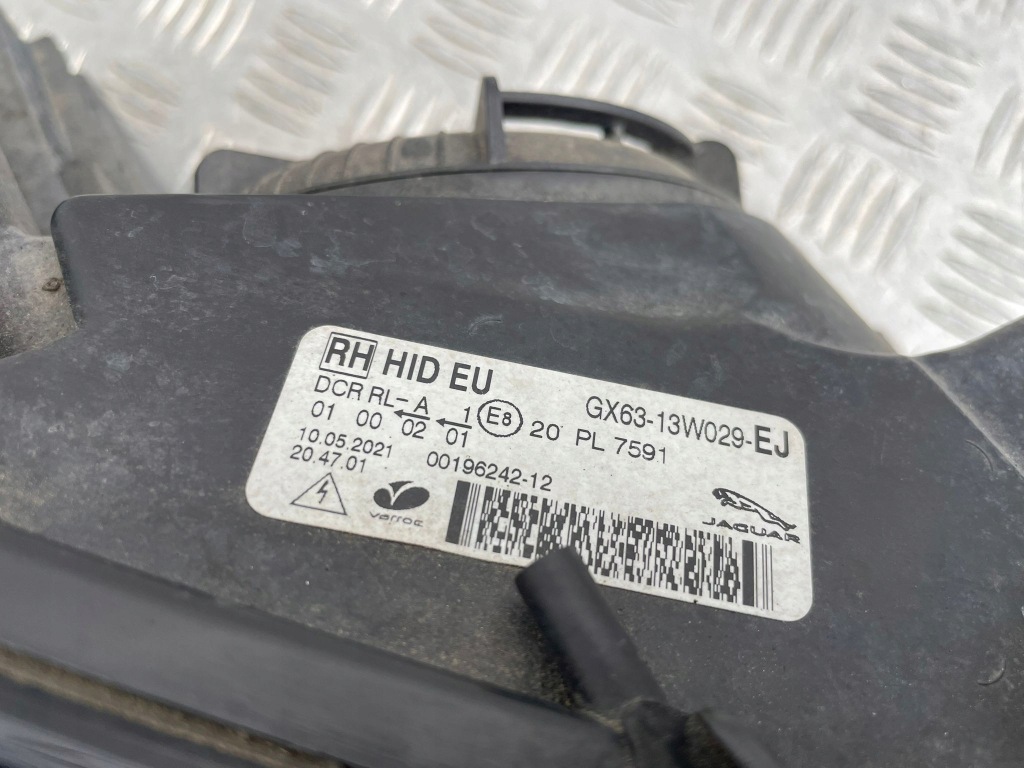 RH HID EU
GX63-13W029-EJ
DCR RL-A 1 E8 20 PL 7591
01 00 02 01
10.05.2021
20.47.01 00196242-12
varroc
JAGUAR